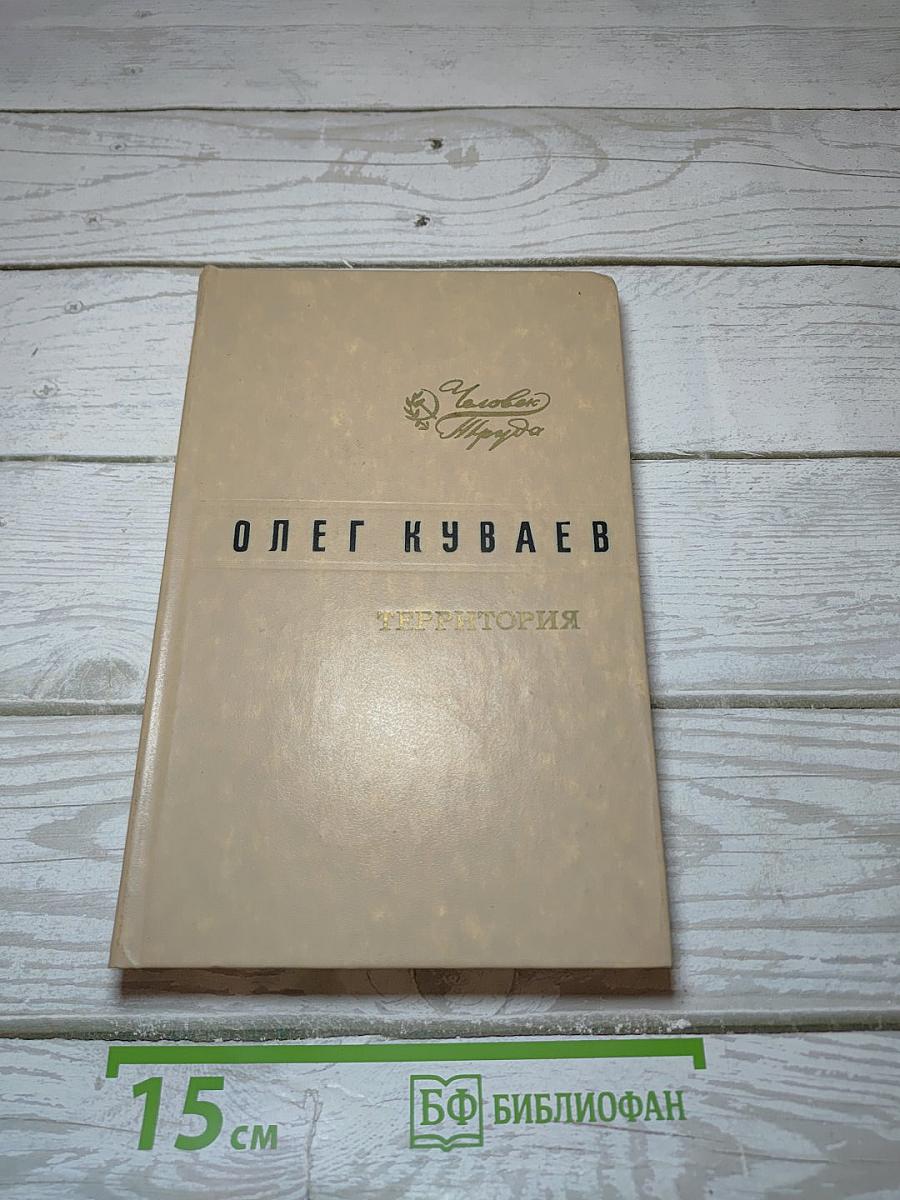 Человек
Труда
ОЛЕГ КУВАЕВ
ТЕРРИТОРИЯ
15 см
БФ БИБЛИОФАН